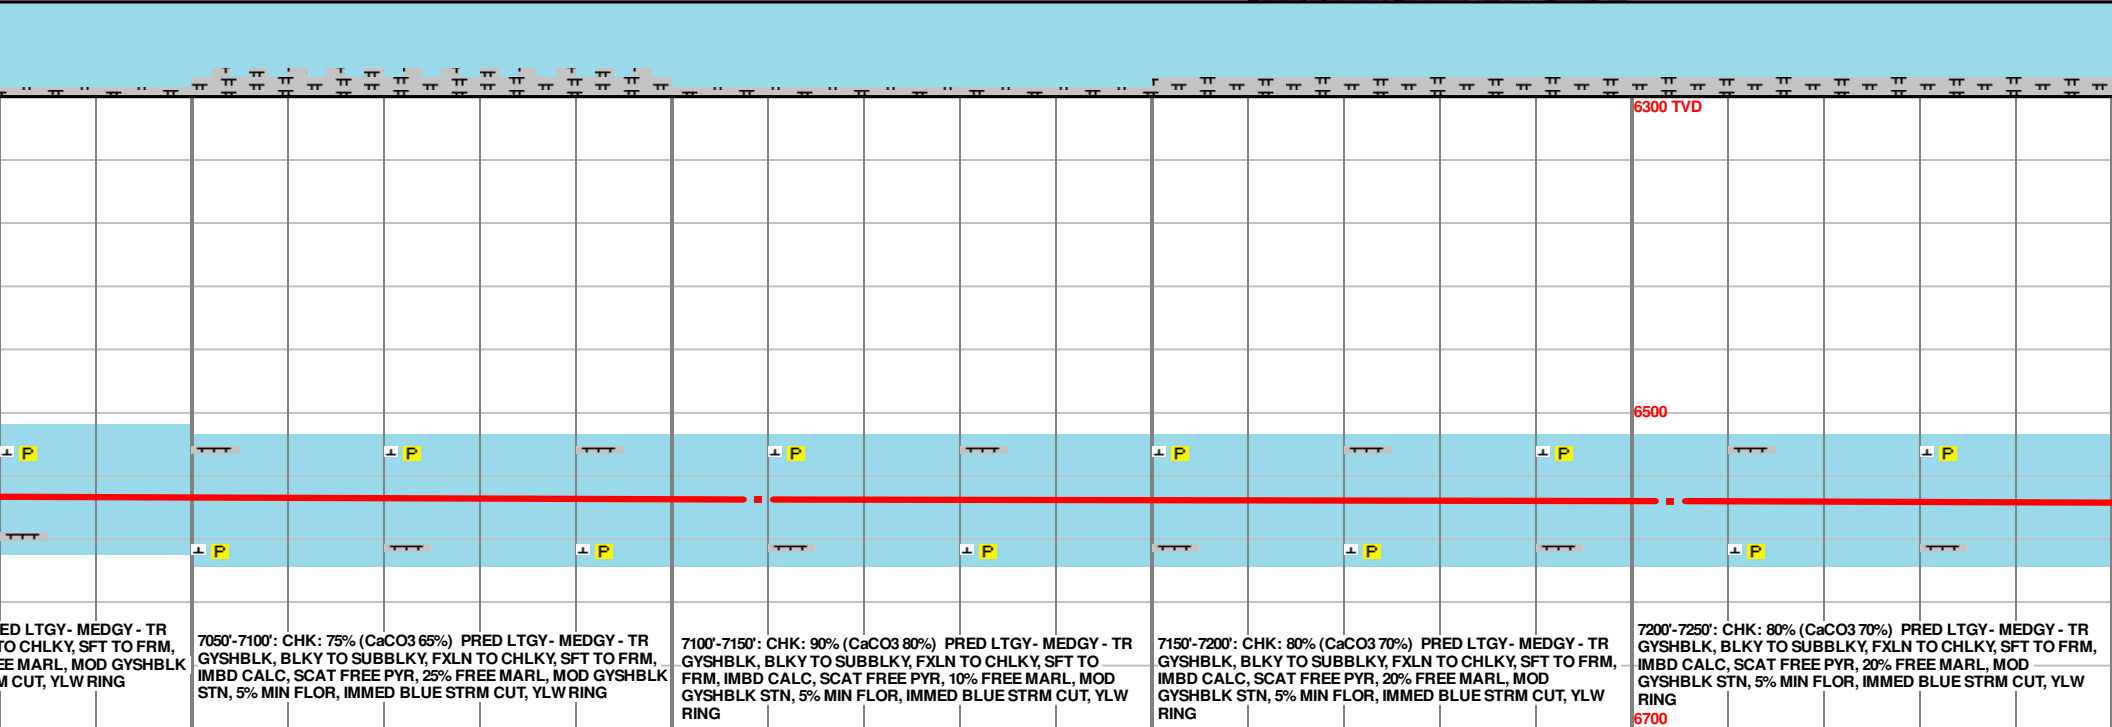 6300 TVD
6500
P P P P P P
P P P P P
ED LTGY- MEDGY - TR
TO CHLKY, SFT TO FRM,
EE MARL, MOD GYSHBLK
M CUT, YLW RING
7050'-7100': CHK: 75% (CaCO3 65%) PRED LTGY- MEDGY - TR
GYSHBLK, BLKY TO SUBBLKY, FXLN TO CHLKY, SFT TO FRM,
IMBD CALC, SCAT FREE PYR, 25% FREE MARL, MOD GYSHBLK
STN, 5% MIN FLOR, IMMED BLUE STRM CUT, YLW RING
7100'-7150': CHK: 90% (CaCO3 80%) PRED LTGY- MEDGY - TR
GYSHBLK, BLKY TO SUBBLKY, FXLN TO CHLKY, SFT TO
FRM, IMBD CALC, SCAT FREE PYR, 10% FREE MARL, MOD
GYSHBLK STN, 5% MIN FLOR, IMMED BLUE STRM CUT, YLW
RING
7150'-7200': CHK: 80% (CaCO3 70%) PRED LTGY- MEDGY - TR
GYSHBLK, BLKY TO SUBBLKY, FXLN TO CHLKY, SFT TO FRM,
IMBD CALC, SCAT FREE PYR, 20% FREE MARL, MOD
GYSHBLK STN, 5% MIN FLOR, IMMED BLUE STRM CUT, YLW
RING
7200'-7250': CHK: 80% (CaCO3 70%) PRED LTGY- MEDGY - TR
GYSHBLK, BLKY TO SUBBLKY, FXLN TO CHLKY, SFT TO FRM,
IMBD CALC, SCAT FREE PYR, 20% FREE MARL, MOD
GYSHBLK STN, 5% MIN FLOR, IMMED BLUE STRM CUT, YLW
RING
6700